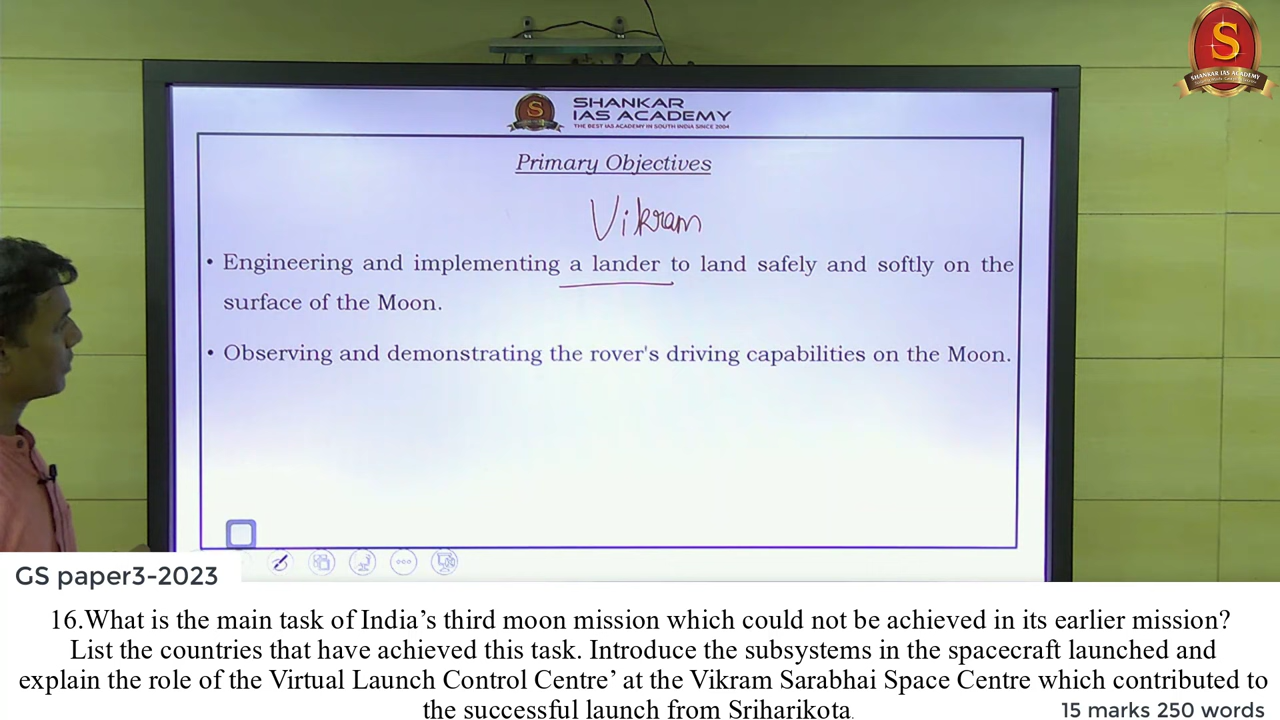 SHANKAR
IAS ACADEMY
THE BEST IAS ACADEMY IN SOUTH INDIA SINCE 2004
S
SHANKAR IAS ACADEMY
Primary Objectives
Vikram
• Engineering and implementing a lander to land safely and softly on the
surface of the Moon.
• Observing and demonstrating the rover's driving capabilities on the Moon.
GS paper3-2023
16.What is the main task of India’s third moon mission which could not be achieved in its earlier mission?
List the countries that have achieved this task. Introduce the subsystems in the spacecraft launched and
explain the role of the Virtual Launch Control Centre’ at the Vikram Sarabhai Space Centre which contributed to
the successful launch from Sriharikota.
15 marks 250 words